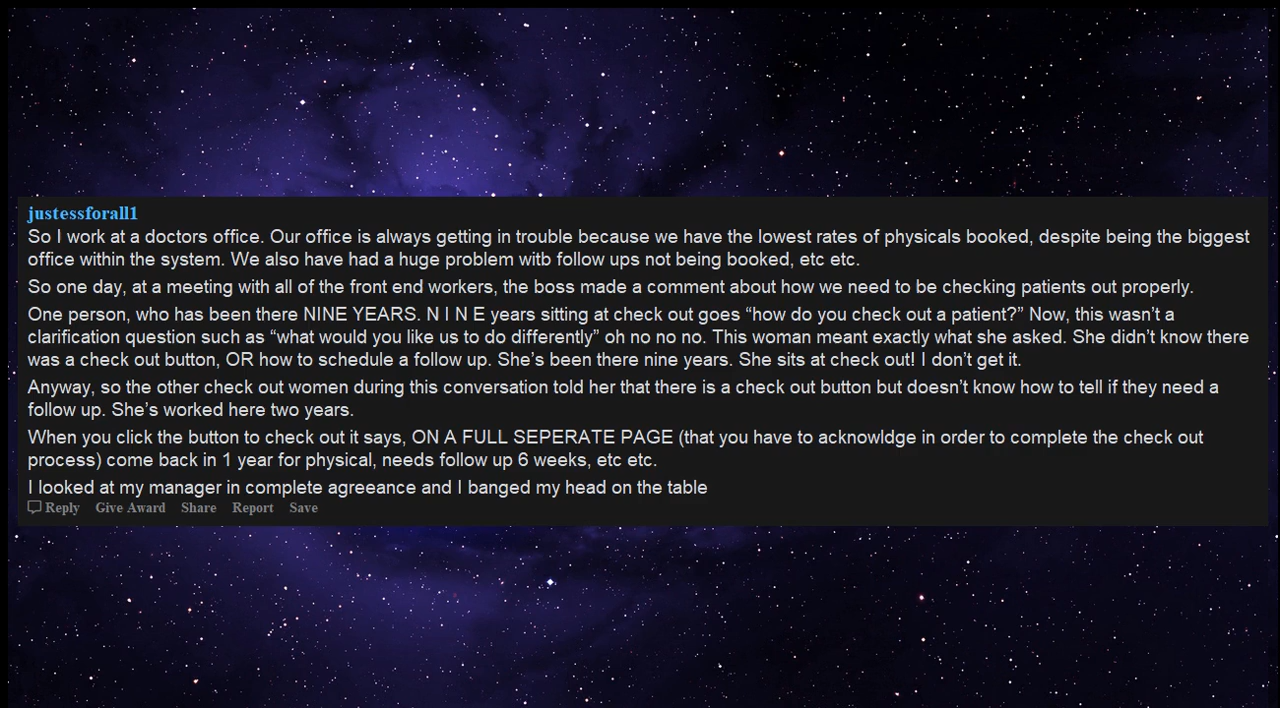 justessforall1
So I work at a doctors office. Our office is always getting in trouble because we have the lowest rates of physicals booked, despite being the biggest
office within the system. We also have had a huge problem witb follow ups not being booked, etc etc.
So one day, at a meeting with all of the front end workers, the boss made a comment about how we need to be checking patients out properly.
One person, who has been there NINE YEARS. N I N E years sitting at check out goes “how do you check out a patient?” Now, this wasn’t a
clarification question such as “what would you like us to do differently” oh no no no. This woman meant exactly what she asked. She didn’t know there
was a check out button, OR how to schedule a follow up. She’s been there nine years. She sits at check out! I don’t get it.
Anyway, so the other check out women during this conversation told her that there is a check out button but doesn’t know how to tell if they need a
follow up. She’s worked here two years.
When you click the button to check out it says, ON A FULL SEPERATE PAGE (that you have to acknowldge in order to complete the check out
process) come back in 1 year for physical, needs follow up 6 weeks, etc etc.
I looked at my manager in complete agreeance and I banged my head on the table
Reply Give Award Share Report Save